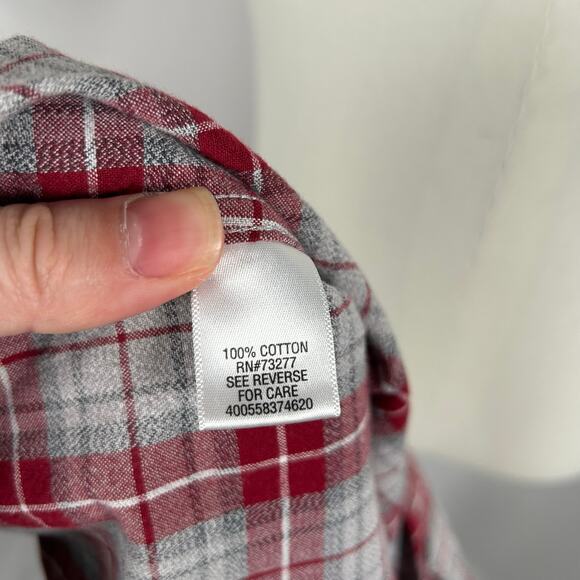 100% COTTON
RN#73277
SEE REVERSE
FOR CARE
400558374620